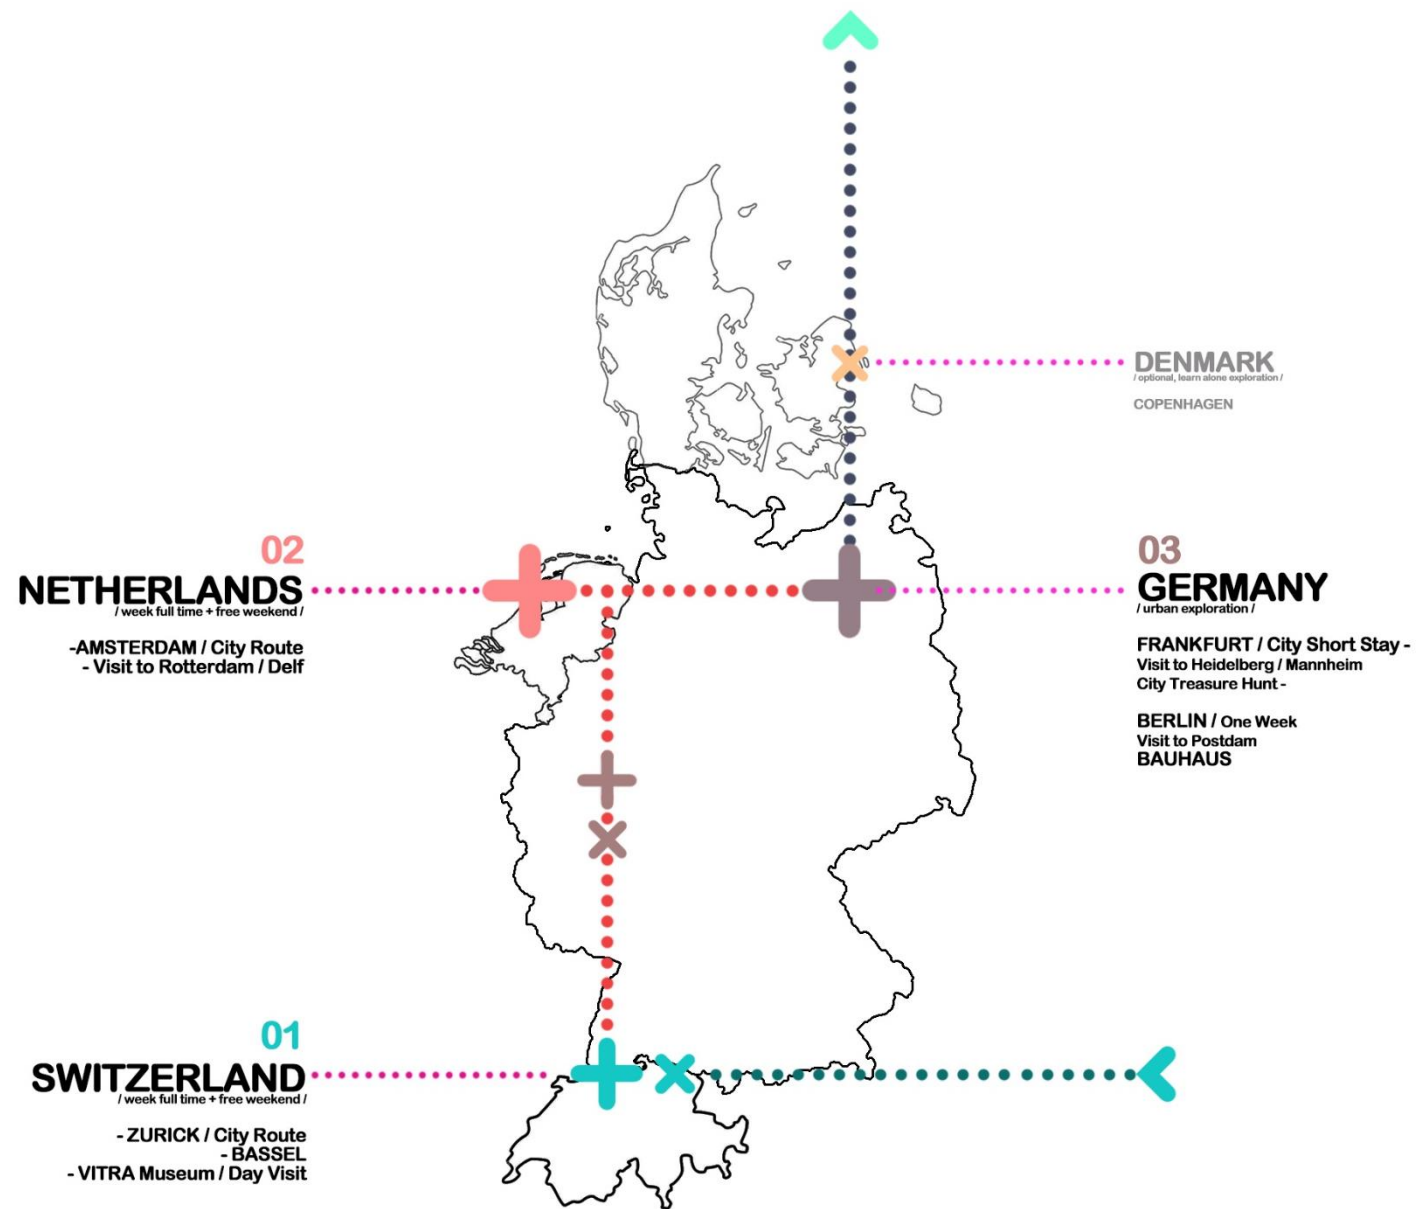 DENMARK
/ optional, learn alone exploration /
COPENHAGEN
02
NETHERLANDS
/ week full time + free weekend /
-AMSTERDAM / City Route
- Visit to Rotterdam / Delf
03
GERMANY
/ urban exploration /
FRANKFURT / City Short Stay -
Visit to Heidelberg / Mannheim
City Treasure Hunt -
BERLIN / One Week
Visit to Postdam
BAUHAUS
01
SWITZERLAND
/ week full time + free weekend /
- ZURICK / City Route
- BASSEL
- VITRA Museum / Day Visit